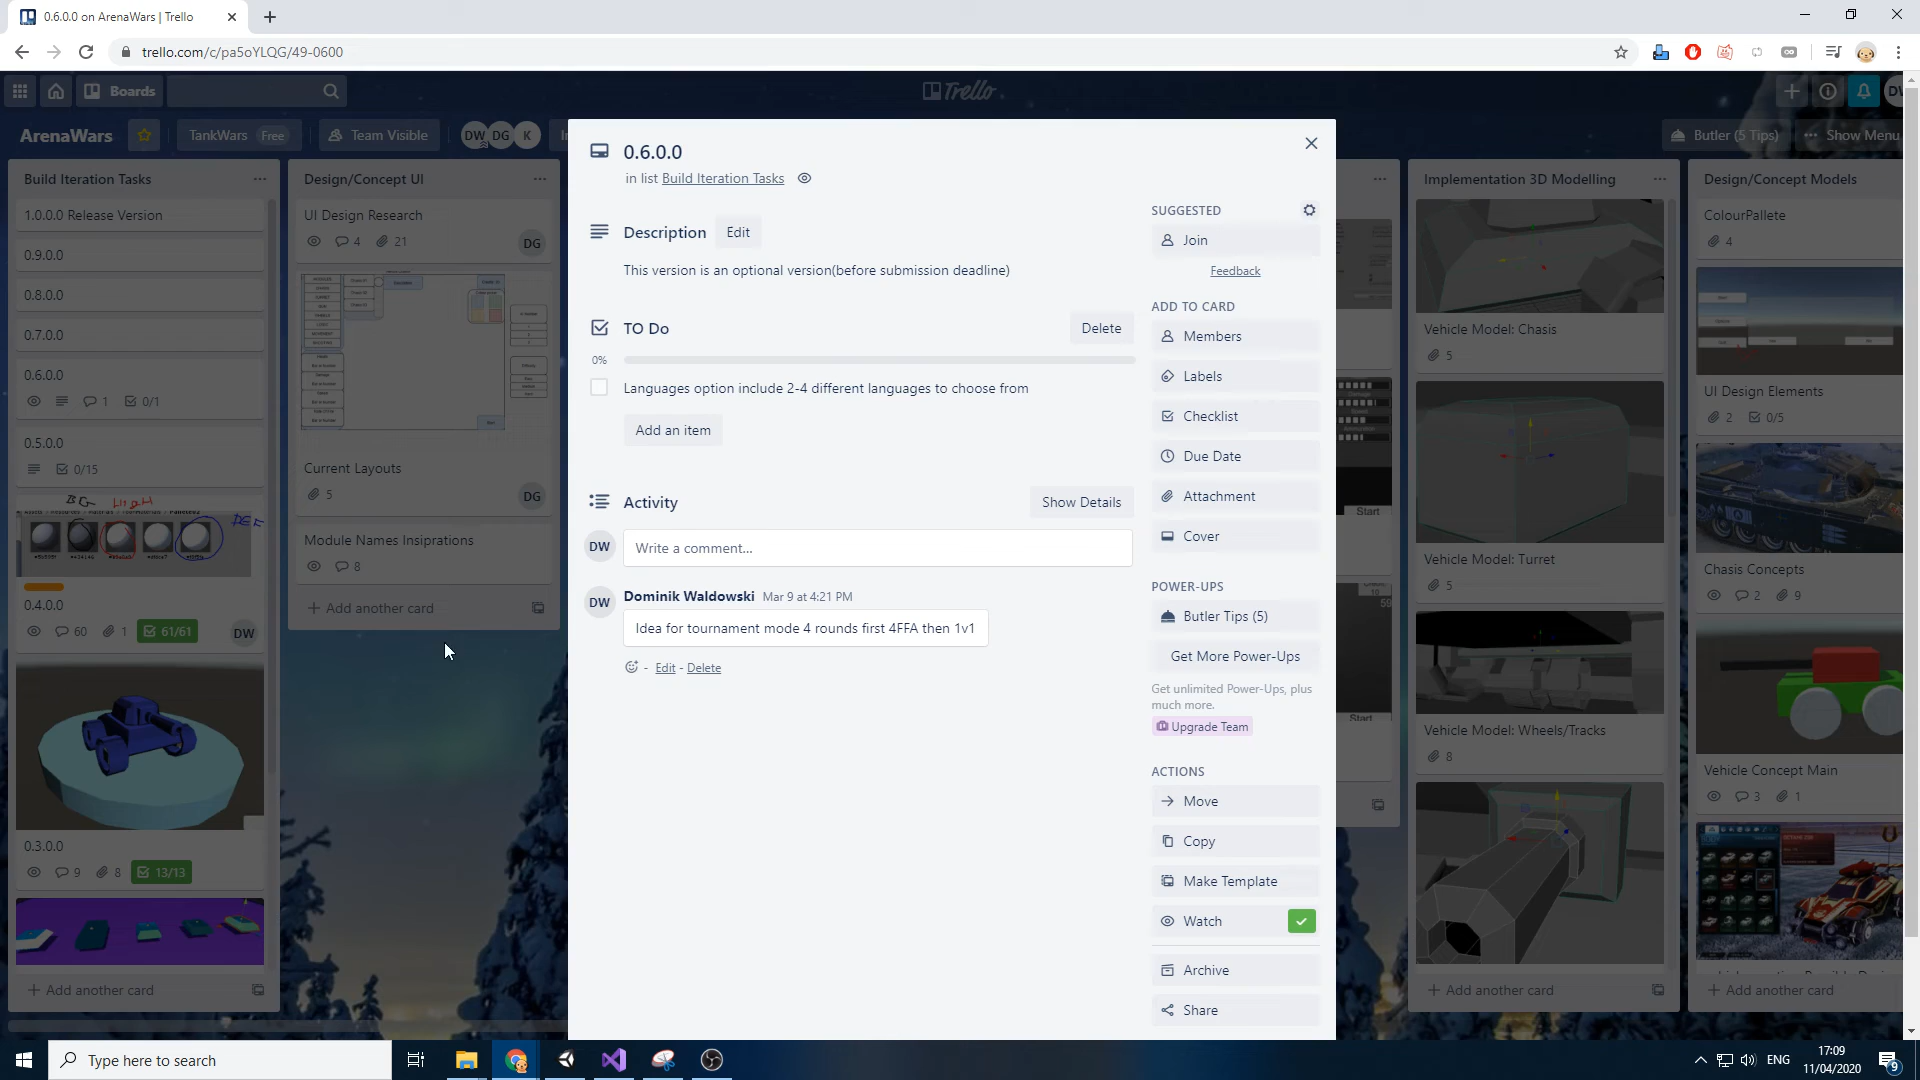 0.6.0.0 on ArenaWars | Trello
trello.com/c/pa5oYLQG/49-0600
Boards
Trello
ArenaWars
TankWars Free
Team Visible
DW DG K
Butler (5 Tips)
Show Menu
Build Iteration Tasks
1.0.0.0 Release Version
0.9.0.0
0.8.0.0
0.7.0.0
0.6.0.0
1 0/1
0.5.0.0
0/15
0.4.0.0
60 1 61/61 DW
0.3.0.0
9 8 13/13
+ Add another card
Design/Concept UI
UI Design Research
4 21 DG
Current Layouts
5 DG
Module Names Insiprations
8
+ Add another card
0.6.0.0
in list Build Iteration Tasks
Description Edit
This version is an optional version(before submission deadline)
TO Do Delete
0%
Languages option include 2-4 different languages to choose from
Add an item
Activity Show Details
DW Write a comment...
DW Dominik Waldowski Mar 9 at 4:21 PM
Idea for tournament mode 4 rounds first 4FFA then 1v1
- Edit - Delete
SUGGESTED
Join
Feedback
ADD TO CARD
Members
Labels
Checklist
Due Date
Attachment
Cover
POWER-UPS
Butler Tips (5)
Get More Power-Ups
Get unlimited Power-Ups, plus
much more.
Upgrade Team
ACTIONS
Move
Copy
Make Template
Watch
Archive
Share
Start
Start
Implementation 3D Modelling
Vehicle Model: Chasis
5
Vehicle Model: Turret
5
Vehicle Model: Wheels/Tracks
8
+ Add another card
Design/Concept Models
ColourPallete
4
UI Design Elements
2 0/5
Chasis Concepts
2 9
Vehicle Concept Main
3 1
+ Add another card
Type here to search
ENG
17:09
11/04/2020
9